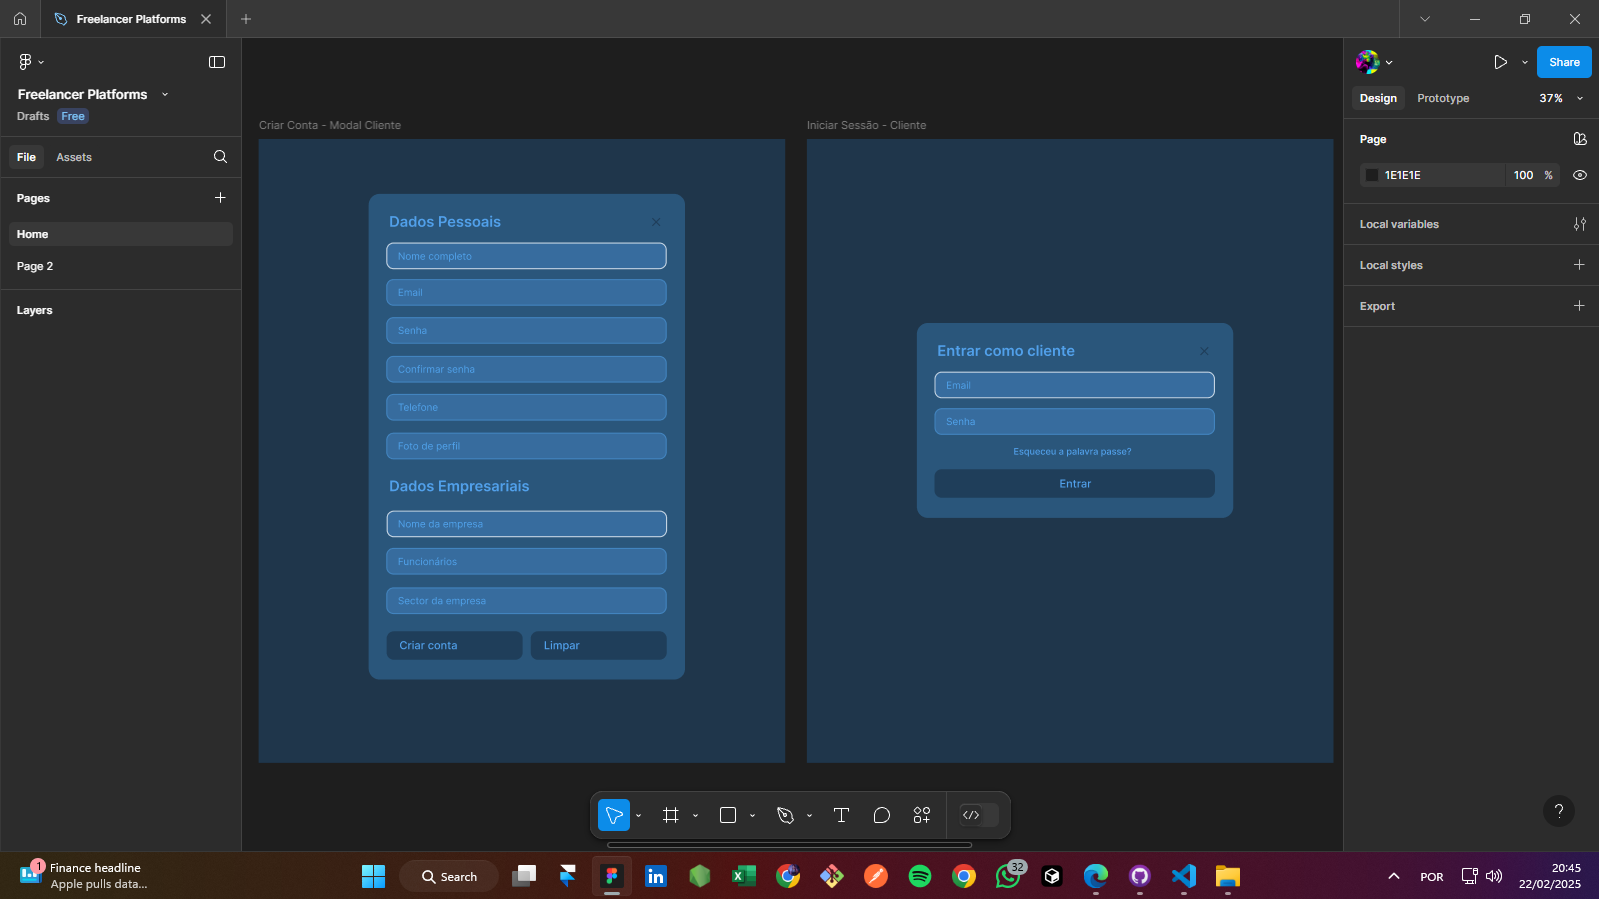 Freelancer Platforms
Freelancer Platforms
Drafts Free
File Assets
Pages
Home
Page 2
Layers
Criar Conta - Modal Cliente
Dados Pessoais
Nome completo
Email
Senha
Confirmar senha
Telefone
Foto de perfil
Dados Empresariais
Nome da empresa
Funcionários
Sector da empresa
Criar conta Limpar
Iniciar Sessão - Cliente
Entrar como cliente
Email
Senha
Esqueceu a palavra passe?
Entrar
Share
Design Prototype 37%
Page
1E1E1E 100 %
Local variables
Local styles
Export
?
1
Finance headline
Apple pulls data...
Search
in
32
POR
20:45
22/02/2025